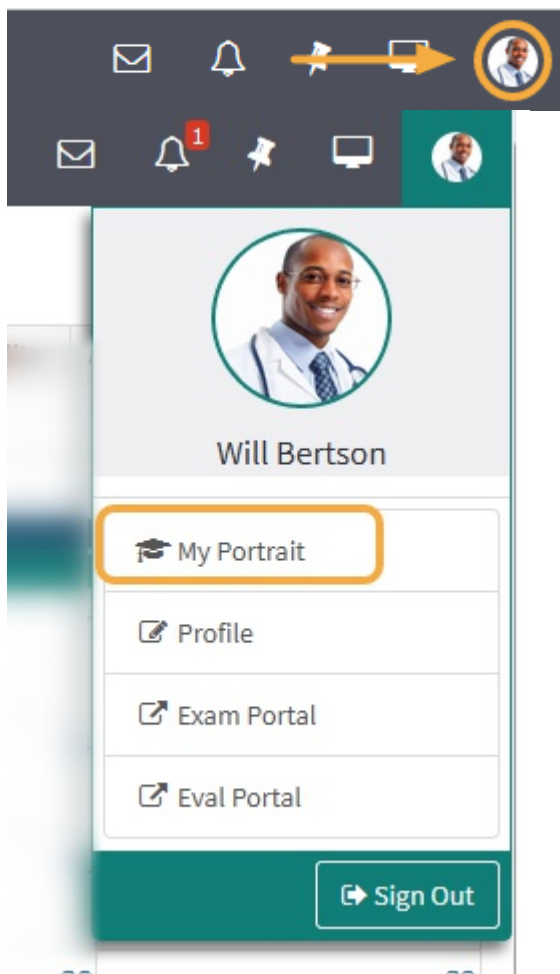 1
Will Bertson
My Portrait
Profile
Exam Portal
Eval Portal
Sign Out